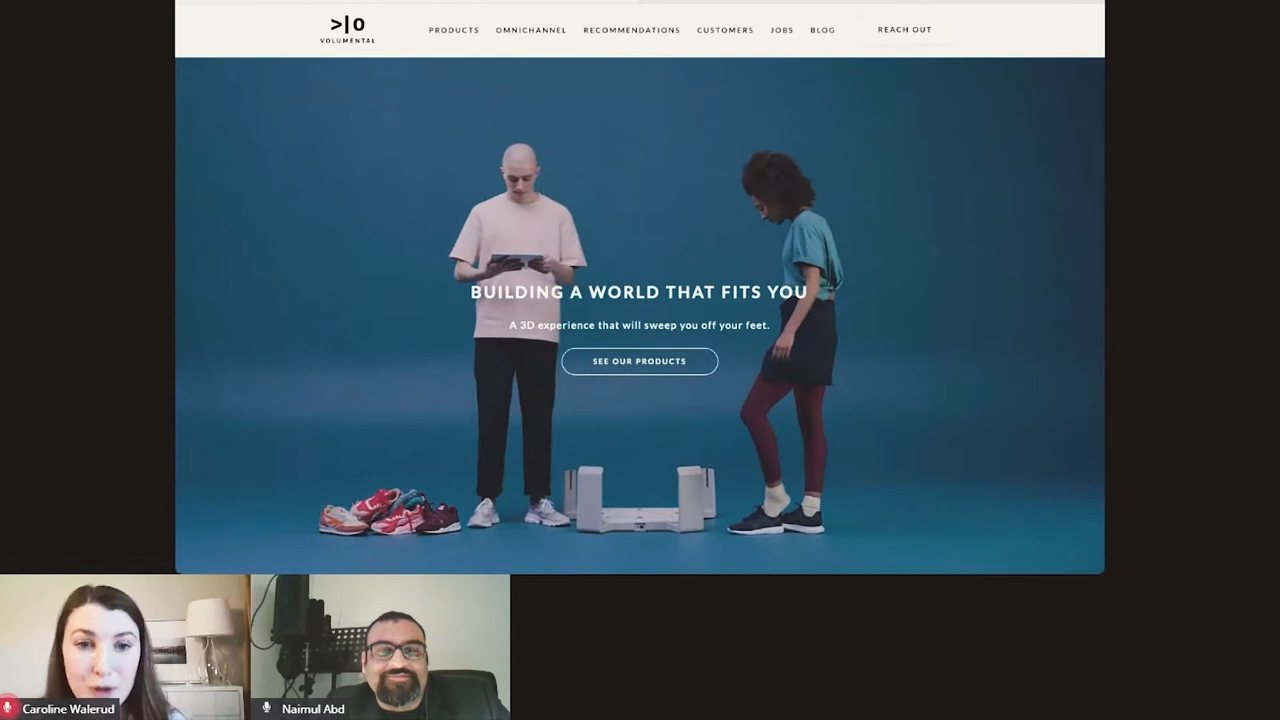 >|O
VOLUMENTAL
PRODUCTS
OMNICHANNEL
RECOMMENDATIONS
CUSTOMERS
JOBS
BLOG
REACH OUT
BUILDING A WORLD THAT FITS YOU
A 3D experience that will sweep you off your feet.
SEE OUR PRODUCTS
Caroline Walerud
Naimul Abd